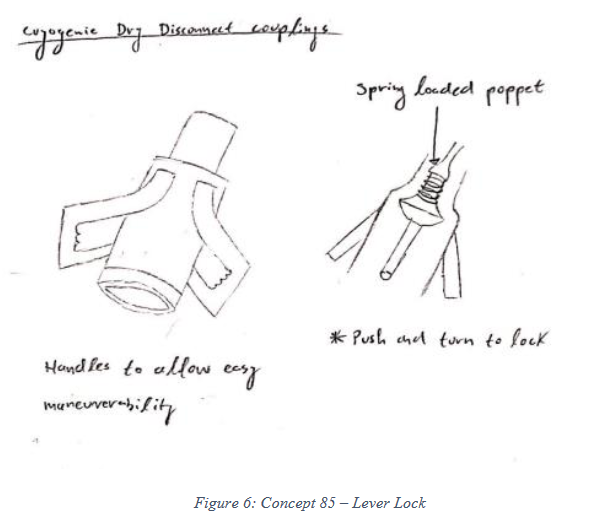 Cryogenic Dry Disconnect couplings
Spring loaded poppet
Handles to allow easy
maneuverability
* Push and turn to lock
Figure 6: Concept 85 – Lever Lock